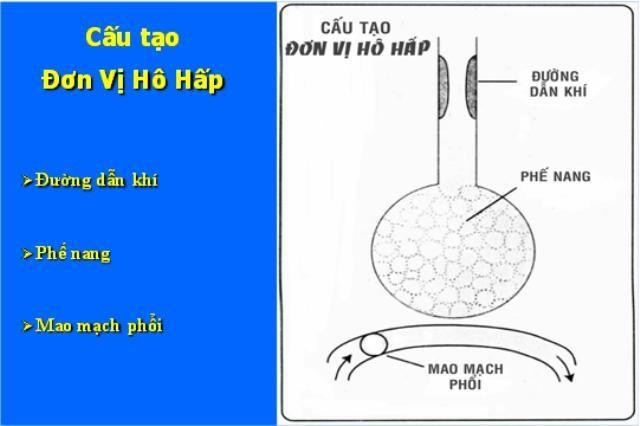 Cấu tạo
Đơn Vị Hô Hấp
➢Đường dẫn khí
➢Phế nang
➢Mao mạch phổi
CẤU TẠO
ĐƠN VỊ HÔ HẤP
ĐƯỜNG
DẪN KHÍ
PHẾ NANG
MAO MẠCH
PHỔI